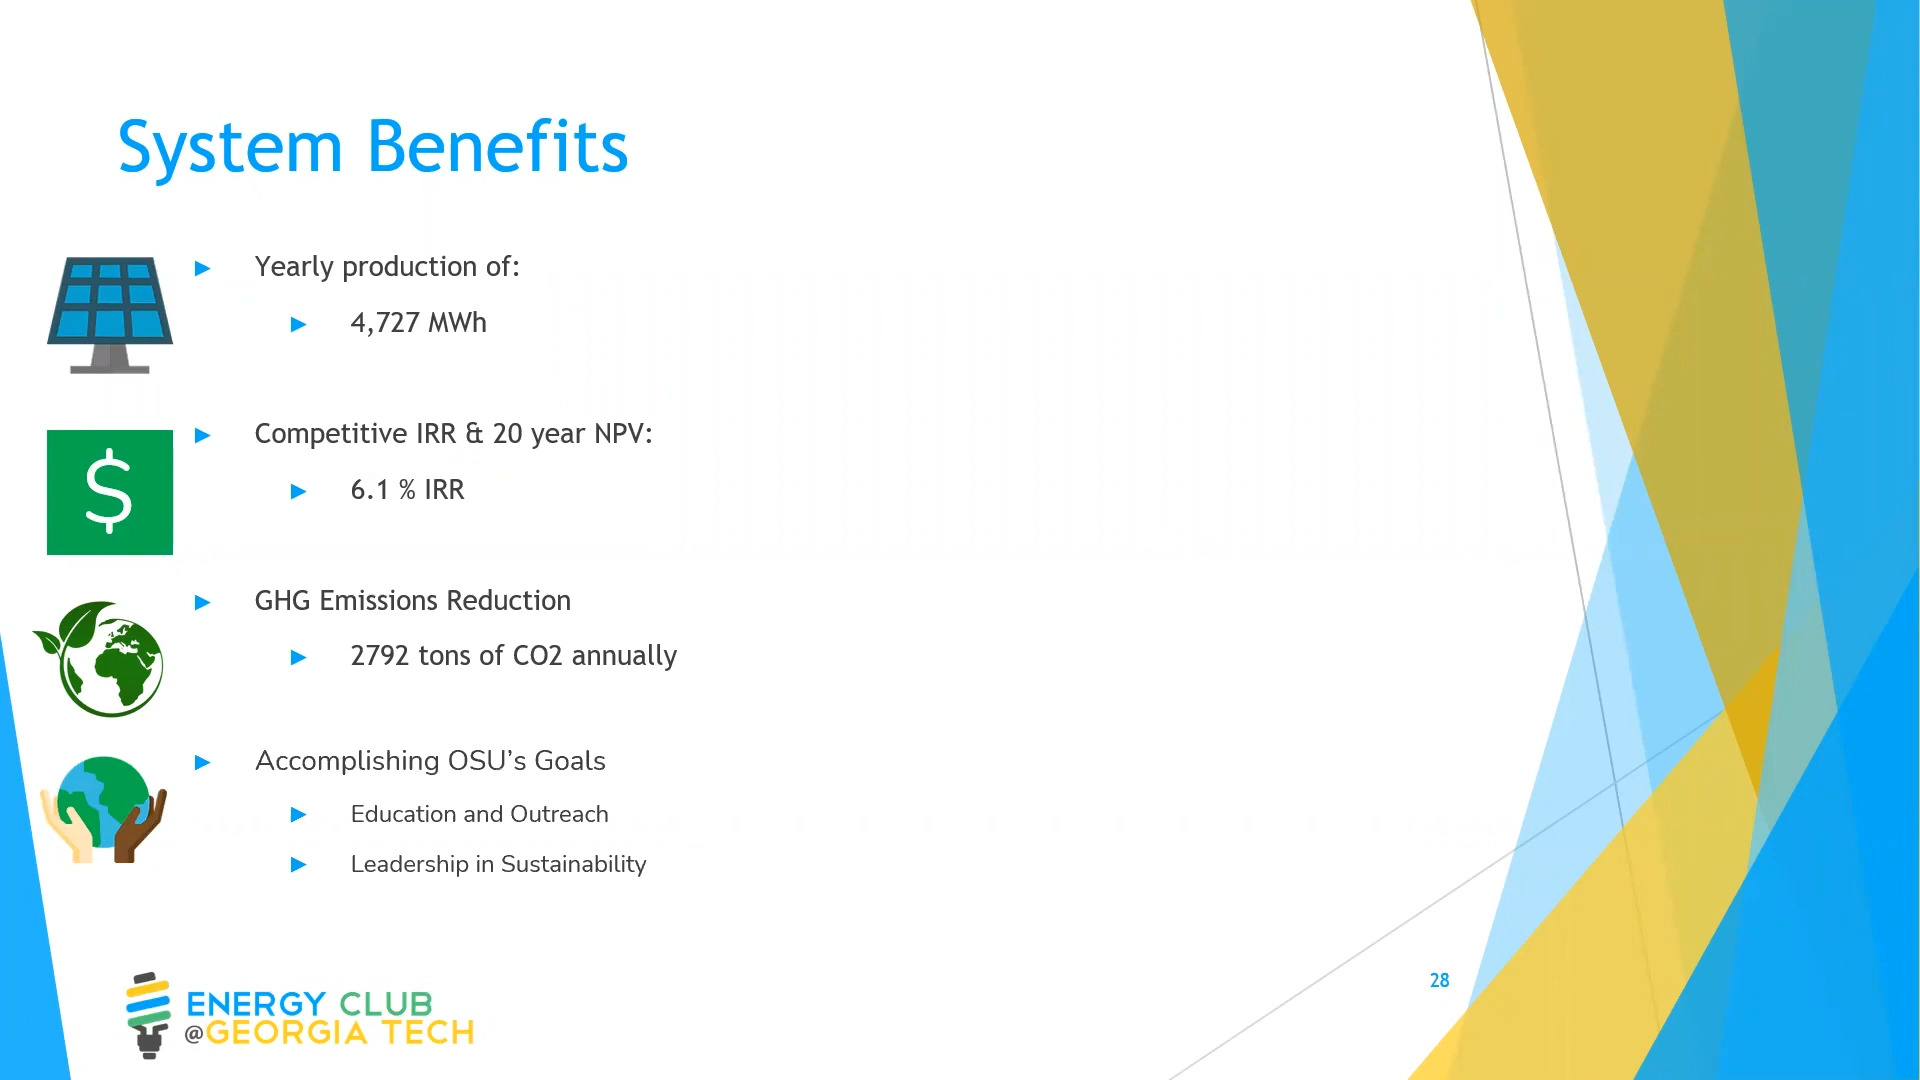 System Benefits
Yearly production of:
4,727 MWh
Competitive IRR & 20 year NPV:
$
6.1 % IRR
GHG Emissions Reduction
2792 tons of CO2 annually
Accomplishing OSU’s Goals
Education and Outreach
Leadership in Sustainability
28
ENERGY CLUB
@GEORGIA TECH